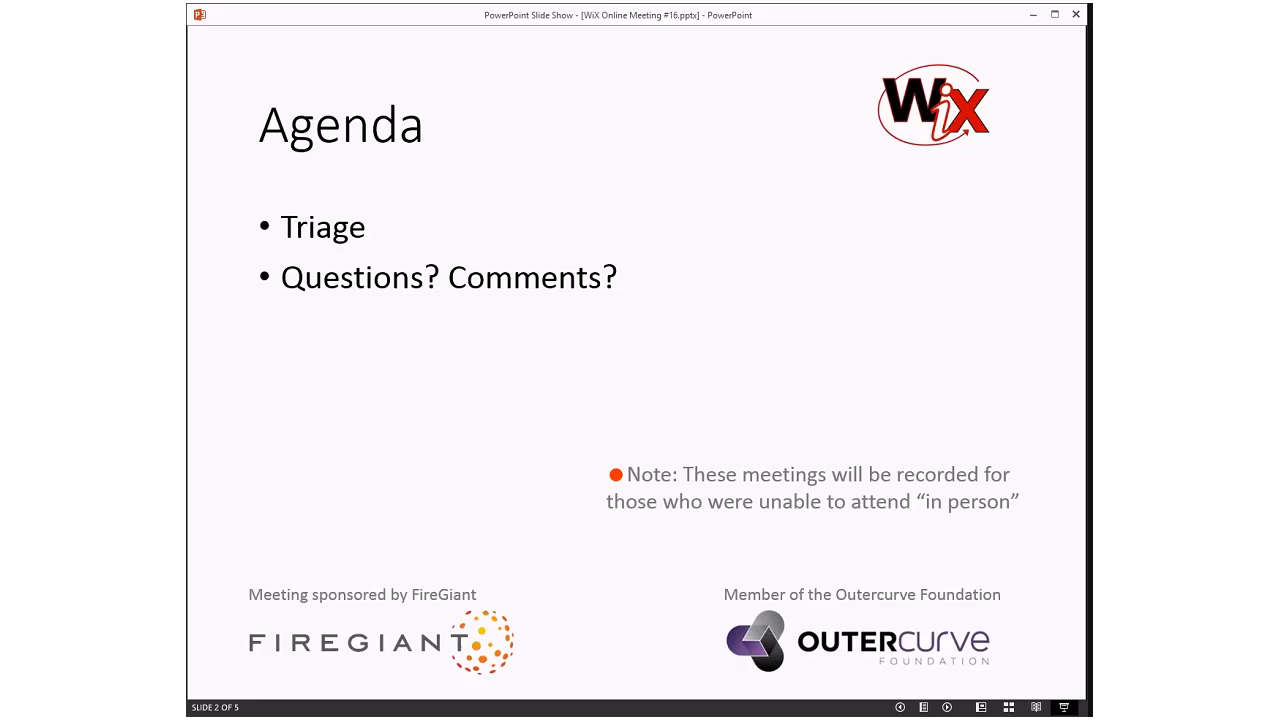 PowerPoint Slide Show - [WiX Online Meeting #16.pptx] - PowerPoint
WiX
Agenda
• Triage
• Questions? Comments?
Note: These meetings will be recorded for
those who were unable to attend “in person”
Meeting sponsored by FireGiant
FIREGIANT
Member of the Outercurve Foundation
OUTERCURVE
FOUNDATION
SLIDE 2 OF 5